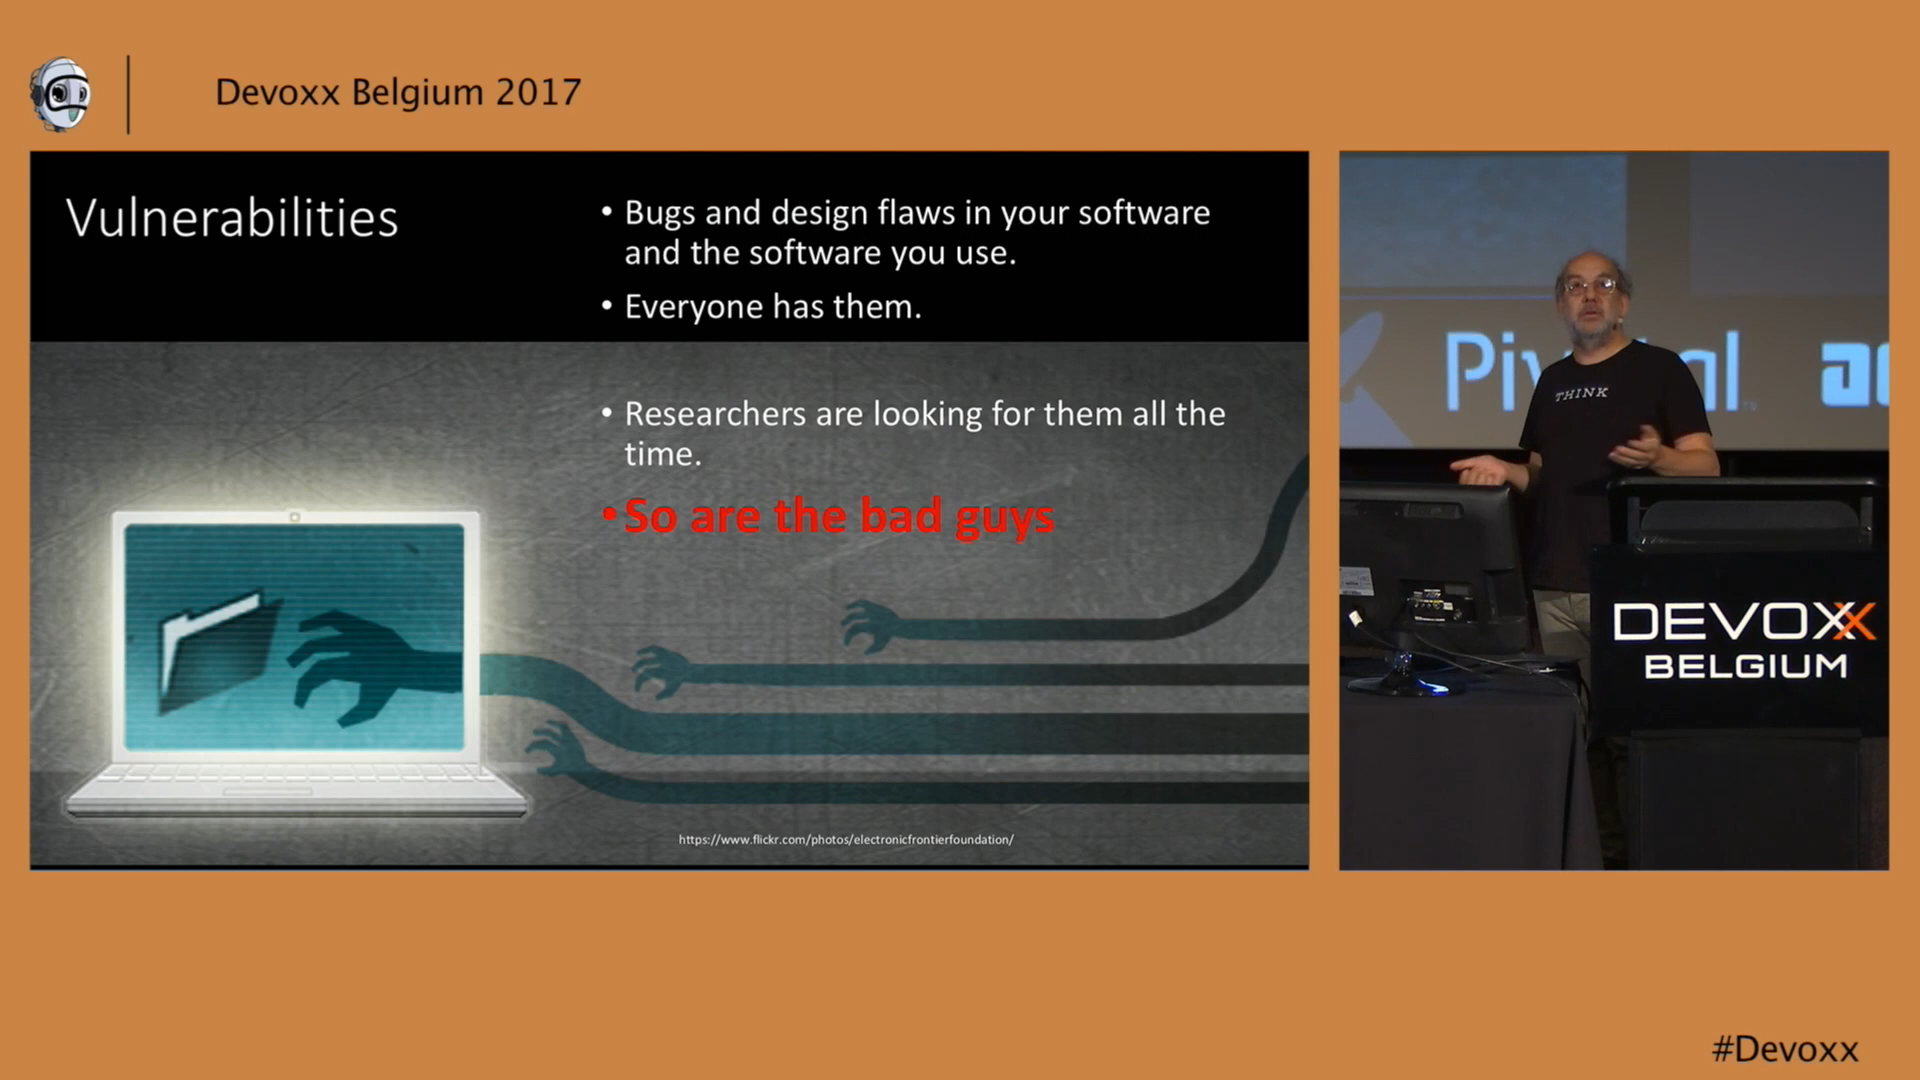 Devoxx Belgium 2017
Vulnerabilities
• Bugs and design flaws in your software
and the software you use.
• Everyone has them.
• Researchers are looking for them all the
time.
• So are the bad guys
https://www.flickr.com/photos/electronicfrontierfoundation/
THINK
DEVOXX
BELGIUM
#Devoxx